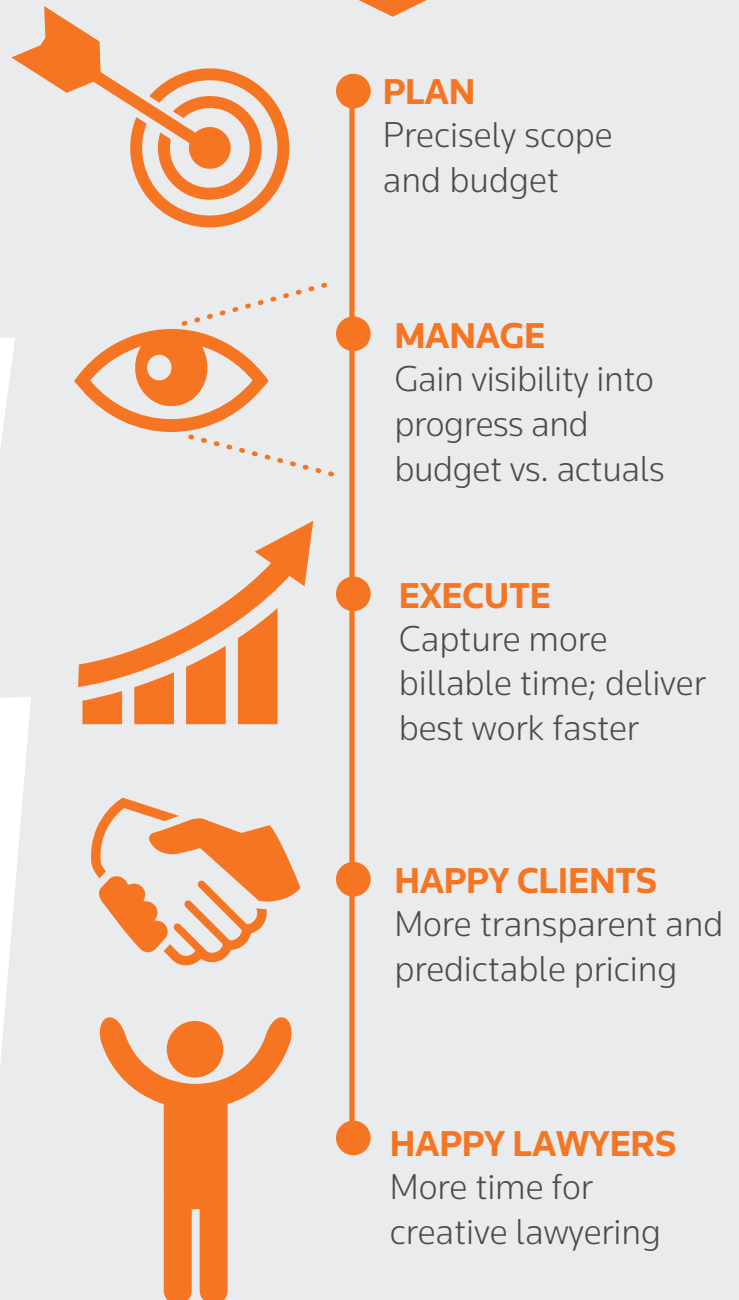 PLAN
Precisely scope
and budget
MANAGE
Gain visibility into
progress and
budget vs. actuals
EXECUTE
Capture more
billable time; deliver
best work faster
HAPPY CLIENTS
More transparent and
predictable pricing
HAPPY LAWYERS
More time for
creative lawyering